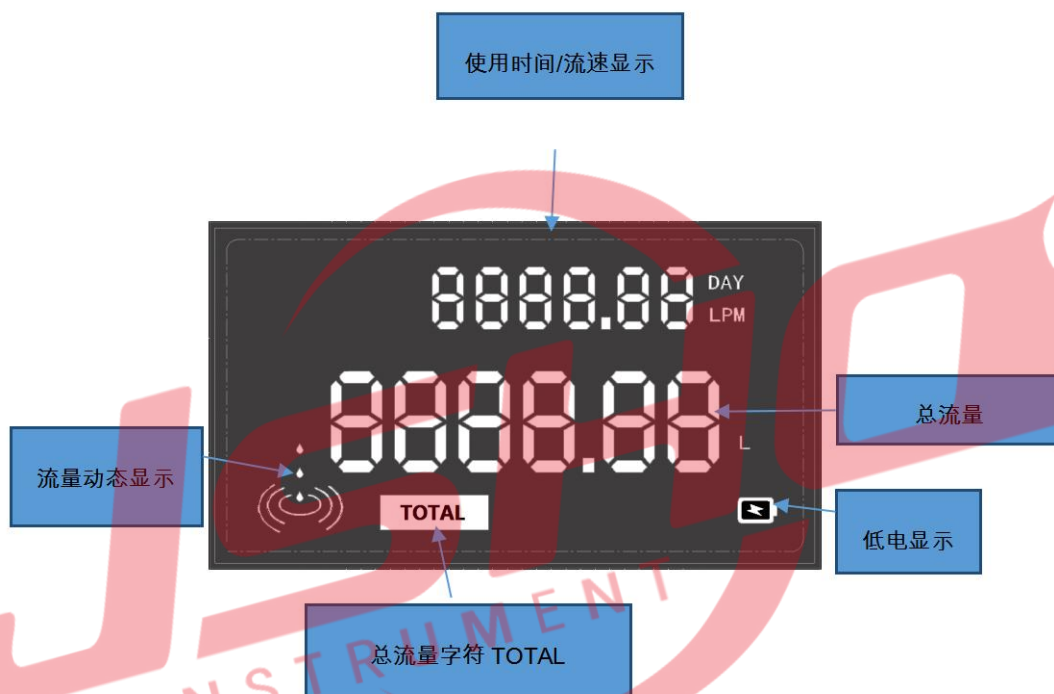 使用时间/流速显示
8888.88 DAY
LPM
8888.88 L
总流量
流量动态显示
TOTAL
低电显示
总流量字符 TOTAL
JSHO
INSTRUMENT